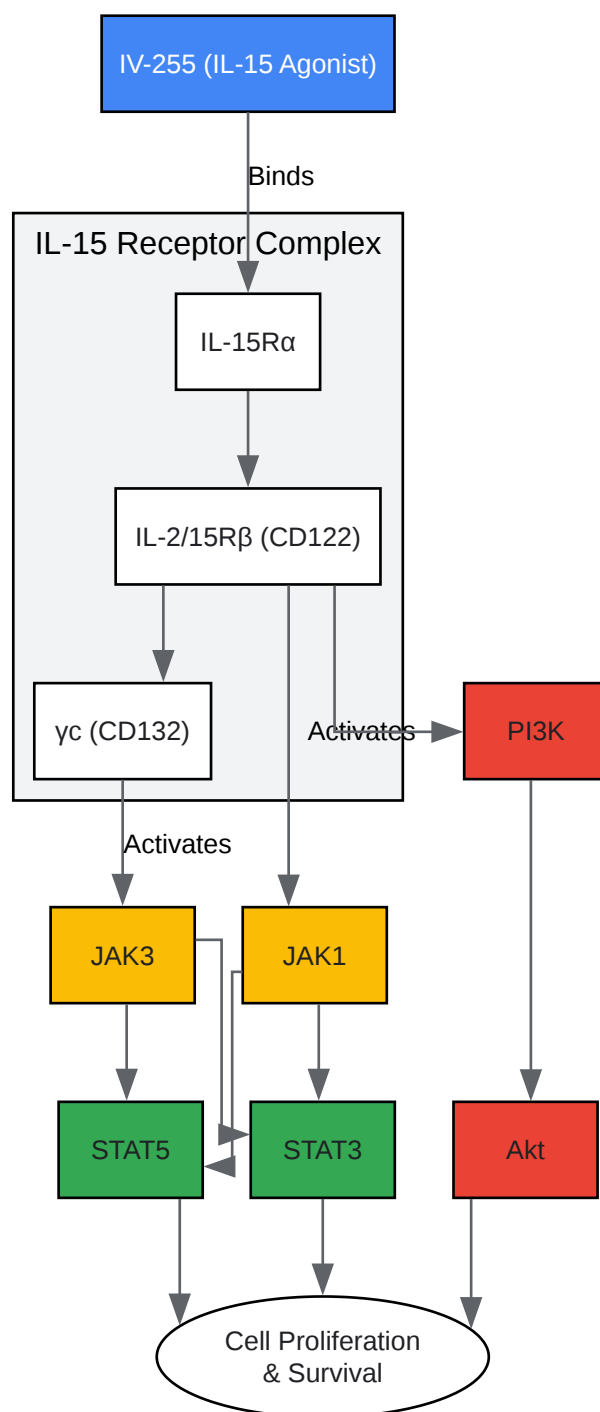 IV-255 (IL-15 Agonist)
Binds
IL-15 Receptor Complex
IL-15Rα
IL-2/15Rβ (CD122)
γc (CD132)
Activates
PI3K
Activates
JAK3
JAK1
STAT5
STAT3
Akt
Cell Proliferation
& Survival